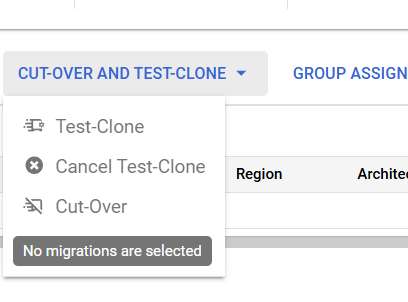 CUT-OVER AND TEST-CLONE
GROUP ASSIGN
Test-Clone
Cancel Test-Clone
Region
Cut-Over
No migrations are selected